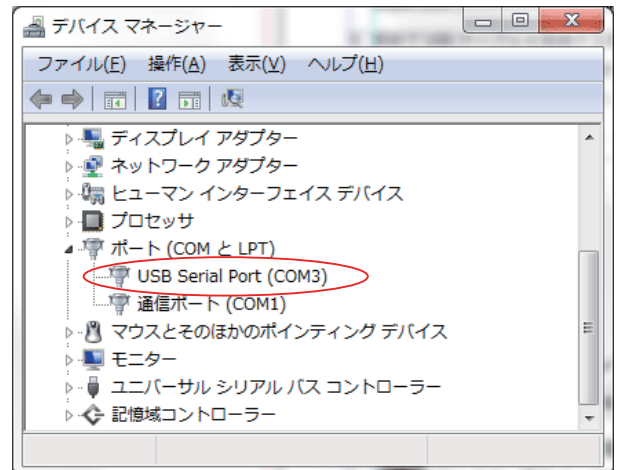 デバイス マネージャー
ファイル(F) 操作(A) 表示(V) ヘルプ(H)
ディスプレイ アダプター
ネットワーク アダプター
ヒューマン インターフェイス デバイス
プロセッサ
ポート (COM と LPT)
USB Serial Port (COM3)
通信ポート (COM1)
マウスとそのほかのポインティング デバイス
モニター
ユニバーサル シリアル バス コントローラー
記憶域コントローラー